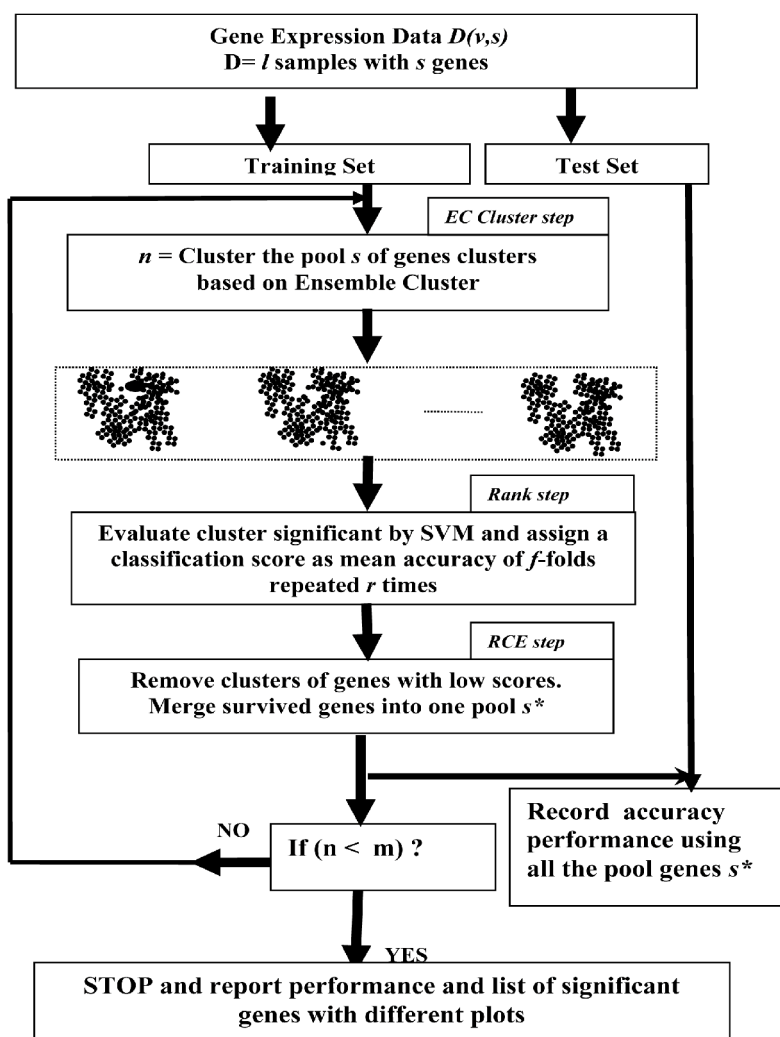 Gene Expression Data D(v,s)
D= l samples with s genes
Training Set
Test Set
EC Cluster step
n = Cluster the pool s of genes clusters
based on Ensemble Cluster
Rank step
Evaluate cluster significant by SVM and assign a
classification score as mean accuracy of f-folds
repeated r times
RCE step
Remove clusters of genes with low scores.
Merge survived genes into one pool s*
Record accuracy
performance using
all the pool genes s*
NO
If (n < m) ?
YES
STOP and report performance and list of significant
genes with different plots